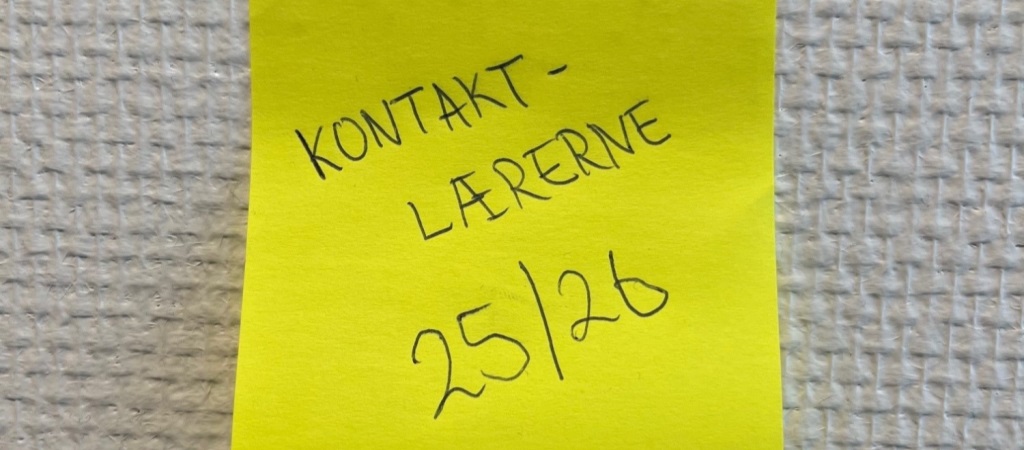 KONTAKT-
LÆRERNE
25/26